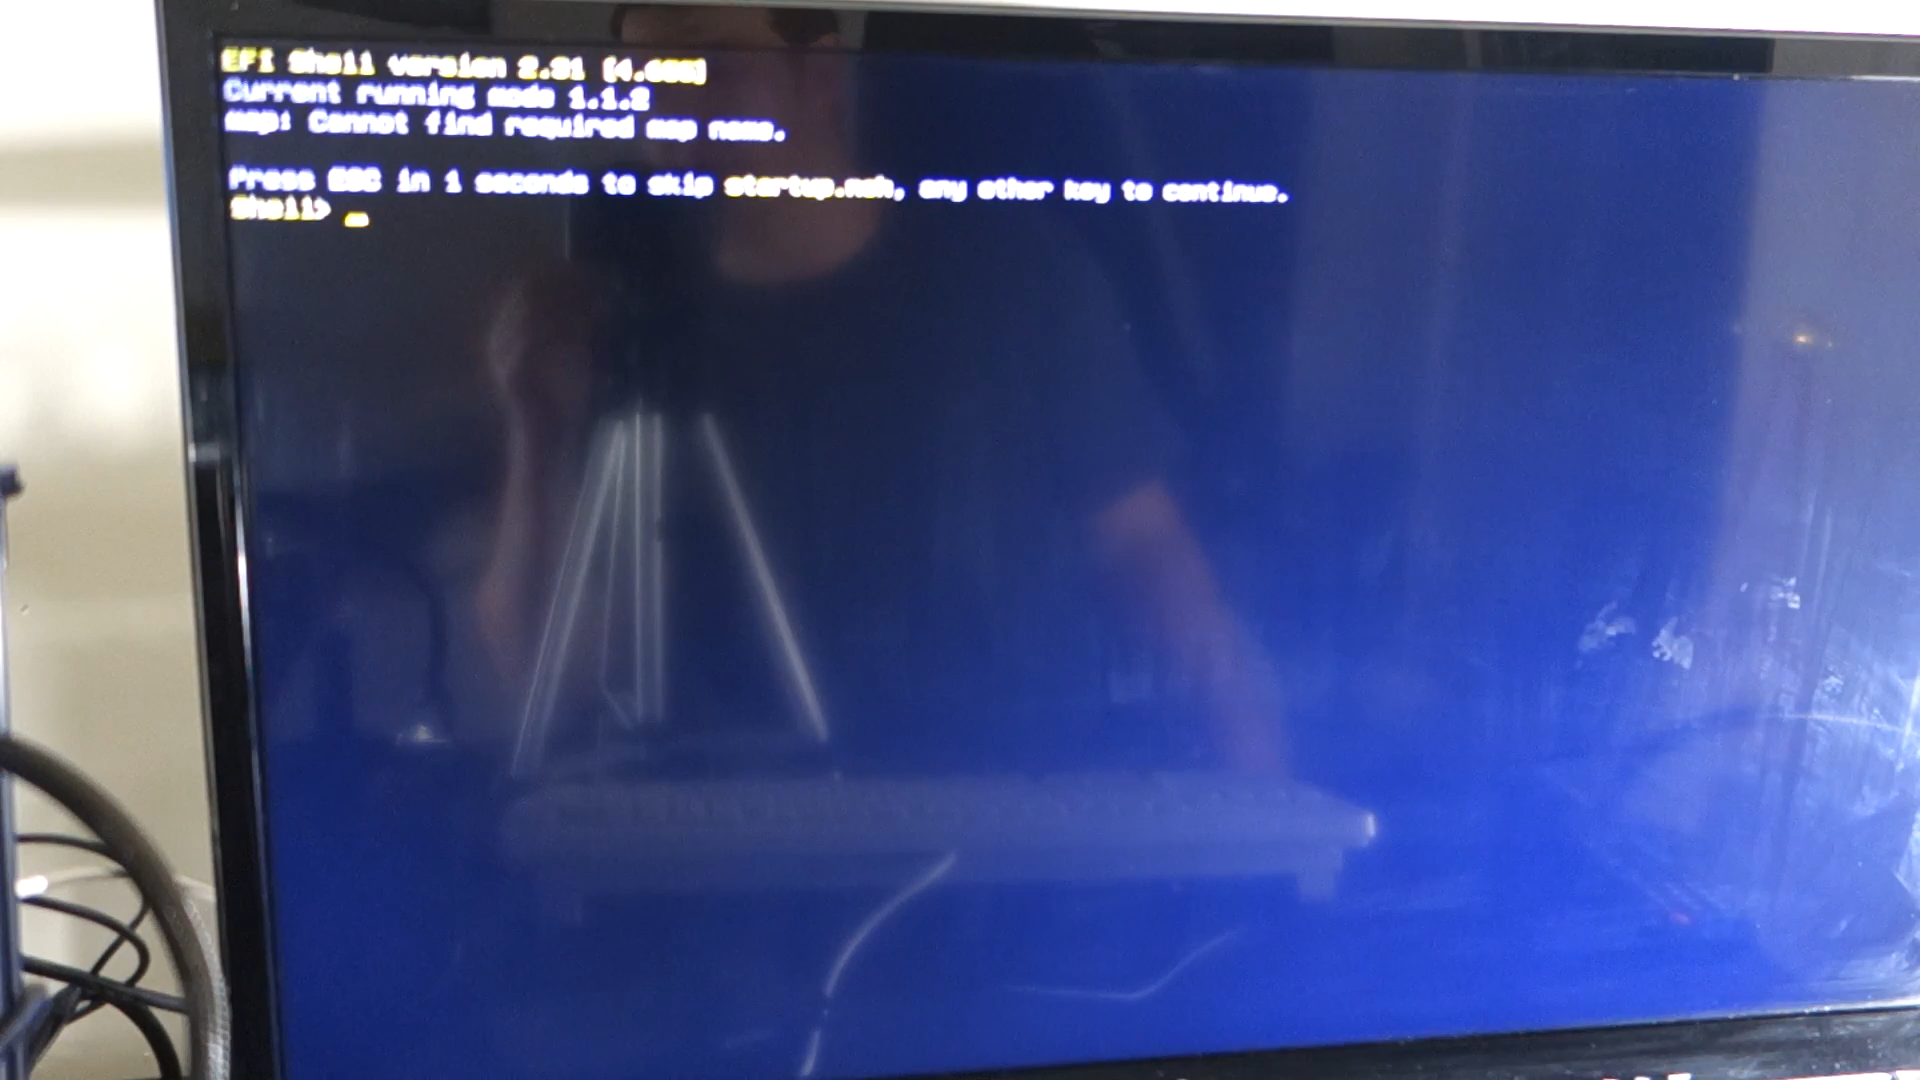 EFI Shell version 2.31 [4.653]
Current running mode 1.1.2
map: Cannot find required map name.
Press ESC in 1 seconds to skip startup.nsh, any other key to continue.
Shell> _